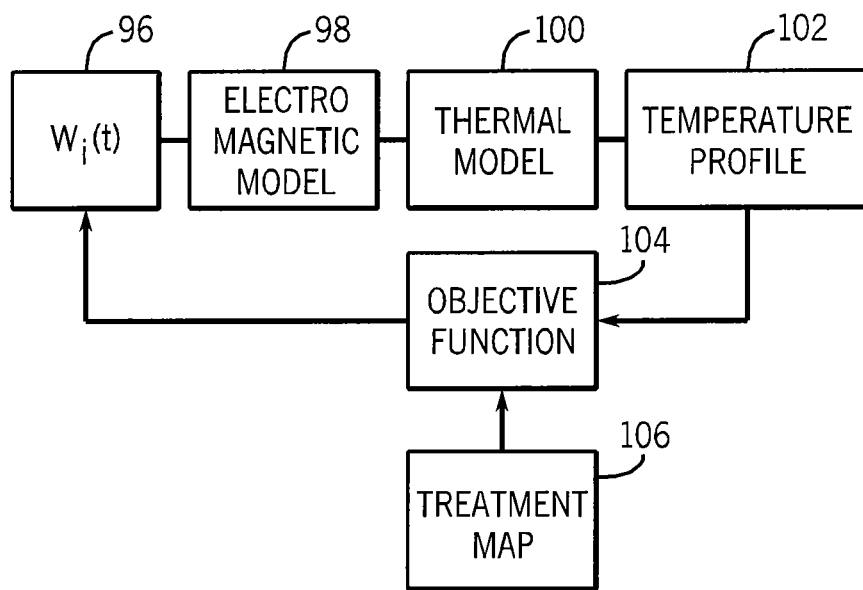 96
98
100
102
W_i(t)
ELECTRO
MAGNETIC
MODEL
THERMAL
MODEL
TEMPERATURE
PROFILE
104
OBJECTIVE
FUNCTION
106
TREATMENT
MAP